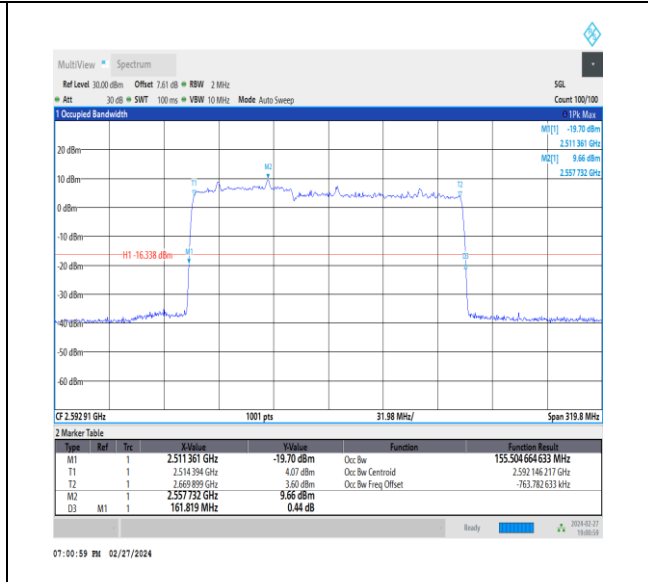 MultiView Spectrum
Ref Level 30.00 dBm Offset 7.61 dB RBW 2 MHz SGL
Att 30 dB SWT 100 ms VBW 10 MHz Mode Auto Sweep Count 100/100
1 Occupied Bandwidth 1Pk Max
M1[1] -19.70 dBm
2.511 361 GHz
M2[1] 9.66 dBm
2.557 732 GHz
20 dBm
M2
T1 T2
10 dBm
0 dBm
-10 dBm
H1 -16.338 dBm M1 D3
-20 dBm
-30 dBm
-40 dBm
-50 dBm
-60 dBm
CF 2.592 91 GHz 1001 pts 31.98 MHz/ Span 319.8 MHz
2 Marker Table
Type Ref Trc X-Value Y-Value Function Function Result
M1 1 2.511 361 GHz -19.70 dBm Occ Bw 155.504 664 633 MHz
T1 1 2.514 394 GHz 4.07 dBm Occ Bw Centroid 2.592 146 217 GHz
T2 1 2.669 899 GHz 3.60 dBm Occ Bw Freq Offset -763.782 633 kHz
M2 1 2.557 732 GHz 9.66 dBm
D3 M1 1 161.819 MHz 0.44 dB
Ready 2024-02-27
19:00:59
07:00:59 PM 02/27/2024